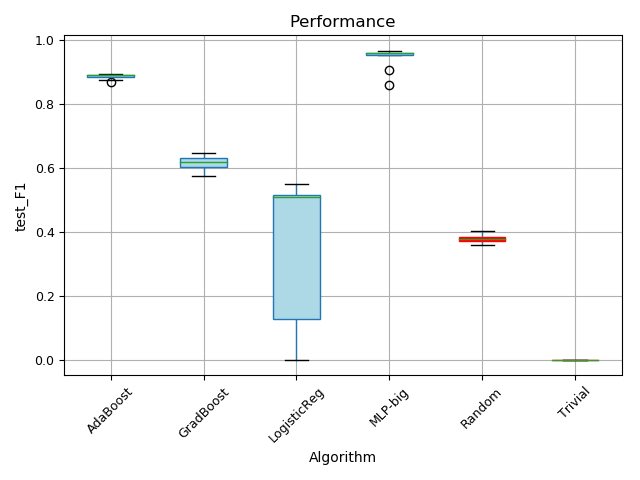 Performance
1.0
0.8
0.6
0.4
0.2
0.0
test_F1
AdaBoost
GradBoost
LogisticReg
MLP-big
Random
Trivial
Algorithm